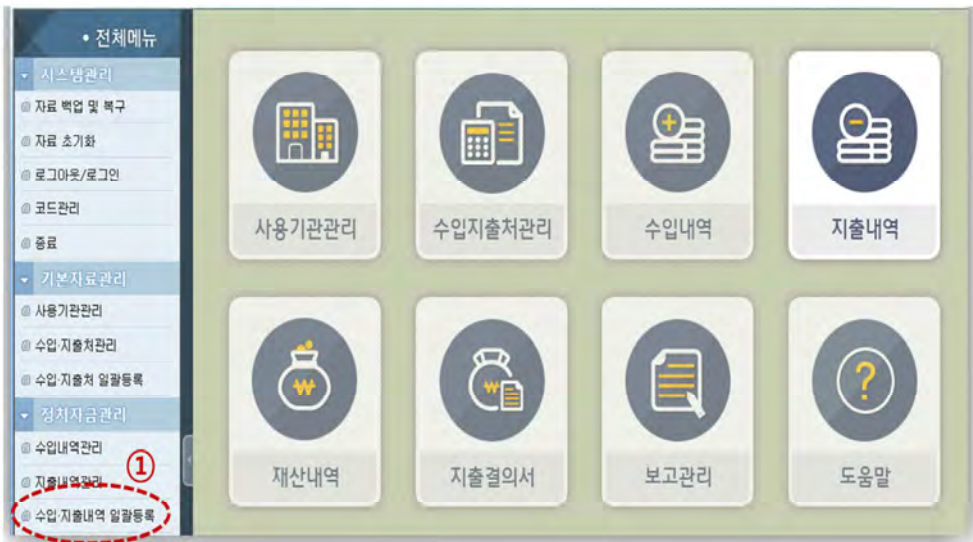 • 전체메뉴
시스템관리
자료 백업 및 복구
자료 초기화
로그아웃/로그인
코드관리
종료
기본자료관리
사용기관관리
수입·지출처관리
수입·지출처 일괄등록
정치자금관리
수입내역관리
①
지출내역관리
수입·지출내역 일괄등록
사용기관관리
수입지출처관리
수입내역
지출내역
재산내역
지출결의서
보고관리
도움말